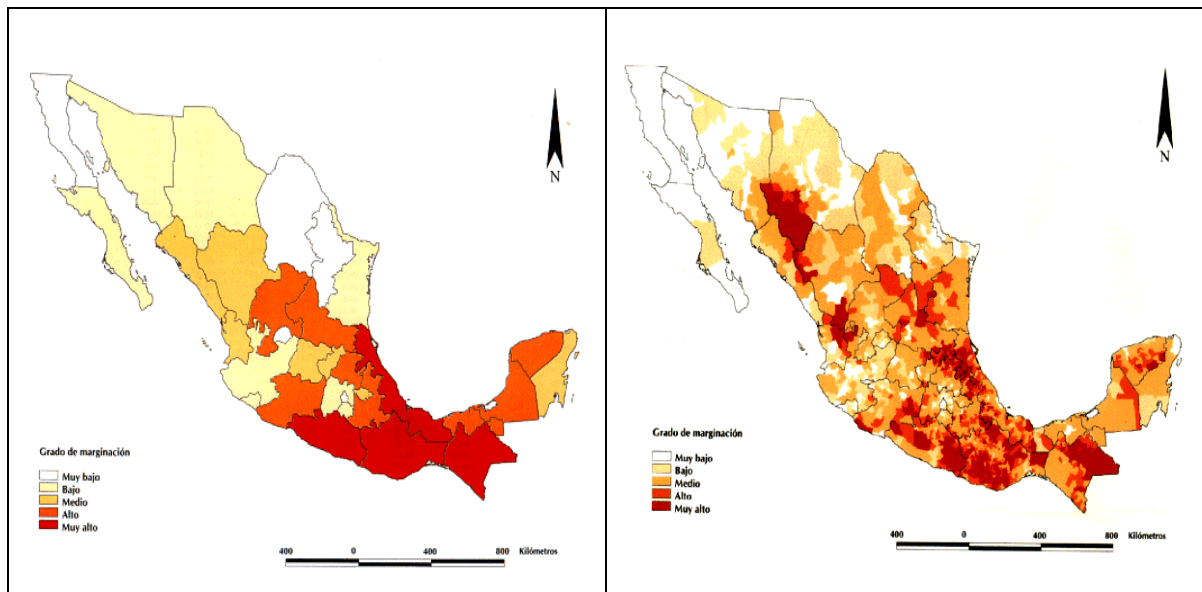 N
Grado de marginación
Muy bajo
Bajo
Medio
Alto
Muy alto
400 0 400 800 Kilómetros
N
Grado de marginación
Muy bajo
Bajo
Medio
Alto
Muy alto
400 0 400 800 Kilómetros